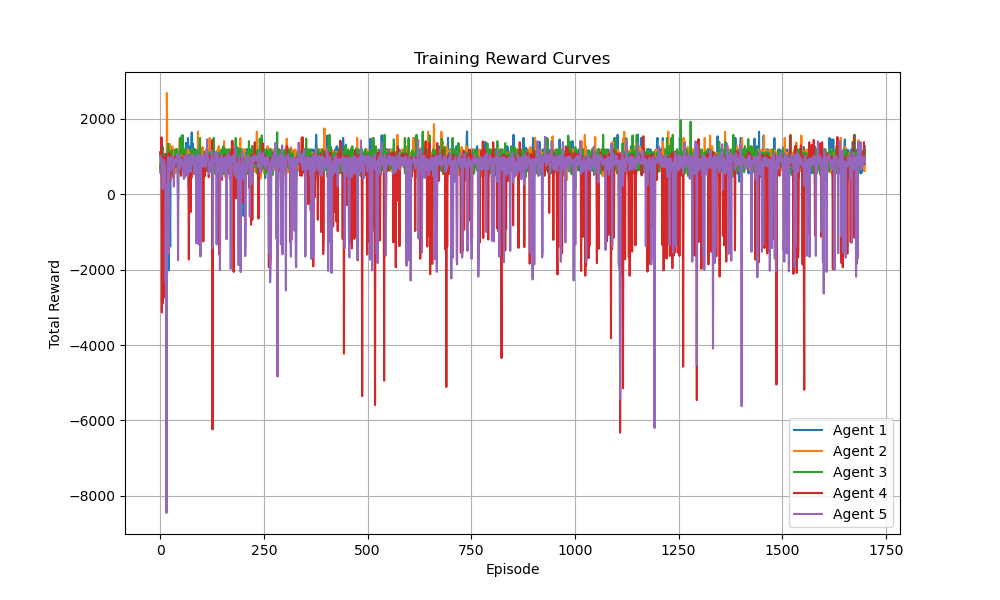 Training Reward Curves
Total Reward
2000
0
−2000
−4000
−6000
−8000
0 250 500 750 1000 1250 1500 1750
Episode
Agent 1
Agent 2
Agent 3
Agent 4
Agent 5